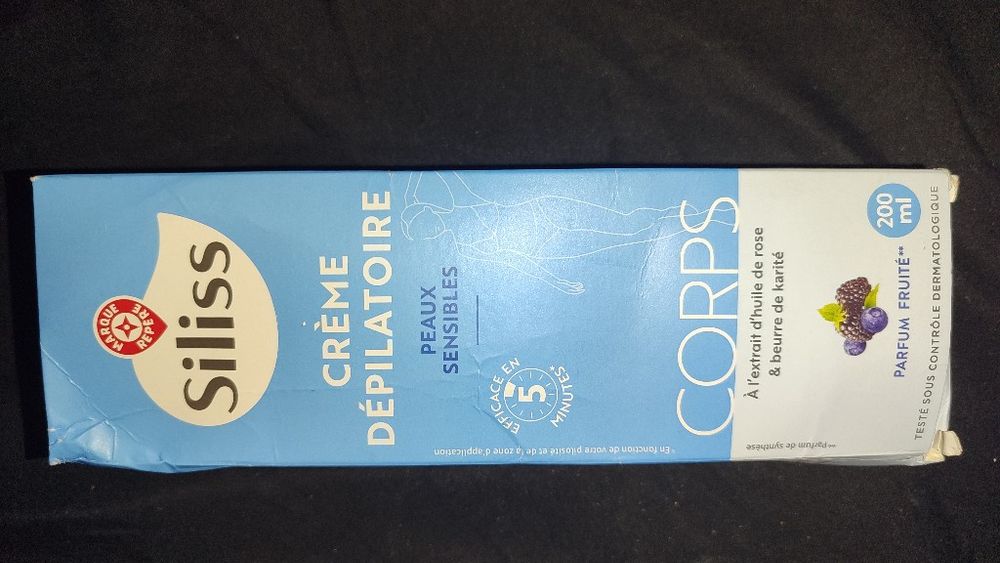 MARQUE
REPÈRE
Siliss
CRÈME
DÉPILATOIRE
PEAUX
SENSIBLES
EFFICACE EN
5
MINUTES*
*En fonction de votre pilosité et de la zone d'application
CORPS
À l'extrait d'huile de rose
& beurre de karité
200
ml
PARFUM FRUITÉ**
**Parfum de synthèse
TESTÉ SOUS CONTRÔLE DERMATOLOGIQUE